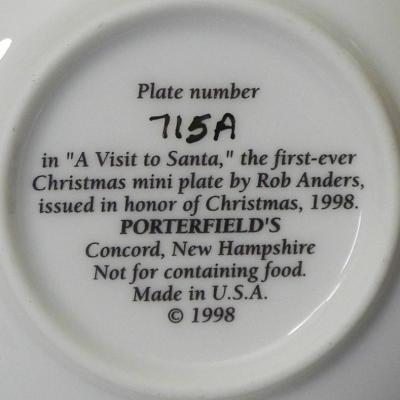 Plate number
715A
in "A Visit to Santa," the first-ever
Christmas mini plate by Rob Anders,
issued in honor of Christmas, 1998.
PORTERFIELD'S
Concord, New Hampshire
Not for containing food.
Made in U.S.A.
© 1998